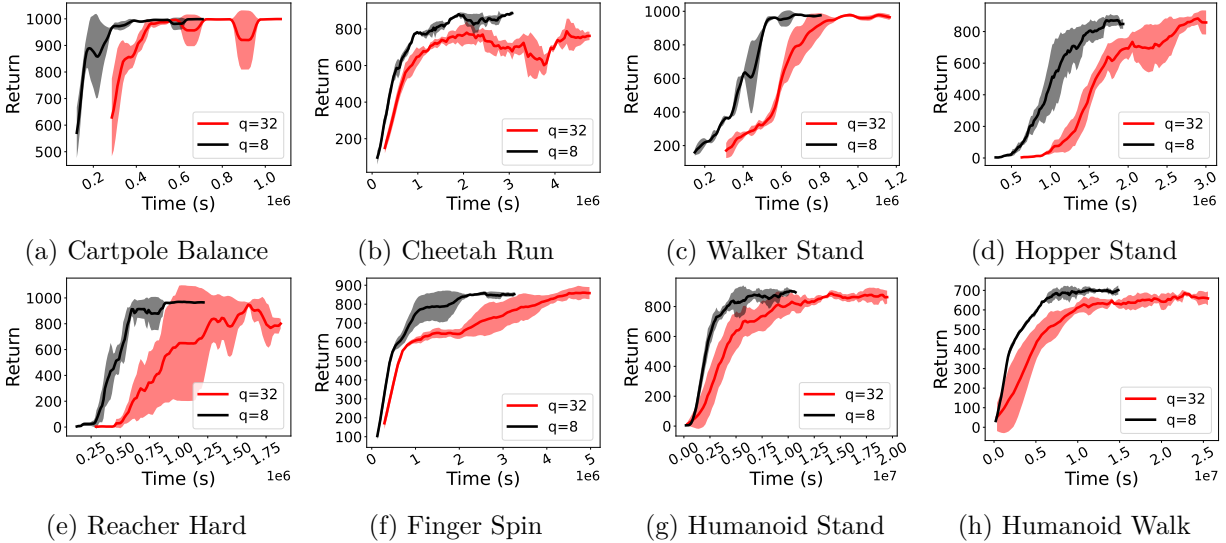 1000
900
800
700
600
500
Return
0.2
0.4
0.6
0.8
1.0
1e6
Time (s)
q=32
q=8
(a) Cartpole Balance
800
600
400
200
Return
0
1
2
3
4
1e6
Time (s)
q=32
q=8
(b) Cheetah Run
1000
800
600
400
200
Return
0.2
0.4
0.6
0.8
1.0
1.2
1e6
Time (s)
q=32
q=8
(c) Walker Stand
800
600
400
200
0
Return
0.5
1.0
1.5
2.0
2.5
3.0
1e6
Time (s)
q=32
q=8
(d) Hopper Stand
1000
800
600
400
200
0
Return
0.25
0.50
0.75
1.00
1.25
1.50
1.75
1e6
Time (s)
q=32
q=8
(e) Reacher Hard
900
800
700
600
500
400
300
200
100
Return
0
1
2
3
4
5
1e6
Time (s)
q=32
q=8
(f) Finger Spin
800
600
400
200
0
Return
0.00
0.25
0.50
0.75
1.00
1.25
1.50
1.75
2.00
1e7
Time (s)
q=32
q=8
(g) Humanoid Stand
700
600
500
400
300
200
100
0
Return
0.0
0.5
1.0
1.5
2.0
2.5
1e7
Time (s)
q=32
q=8
(h) Humanoid Walk